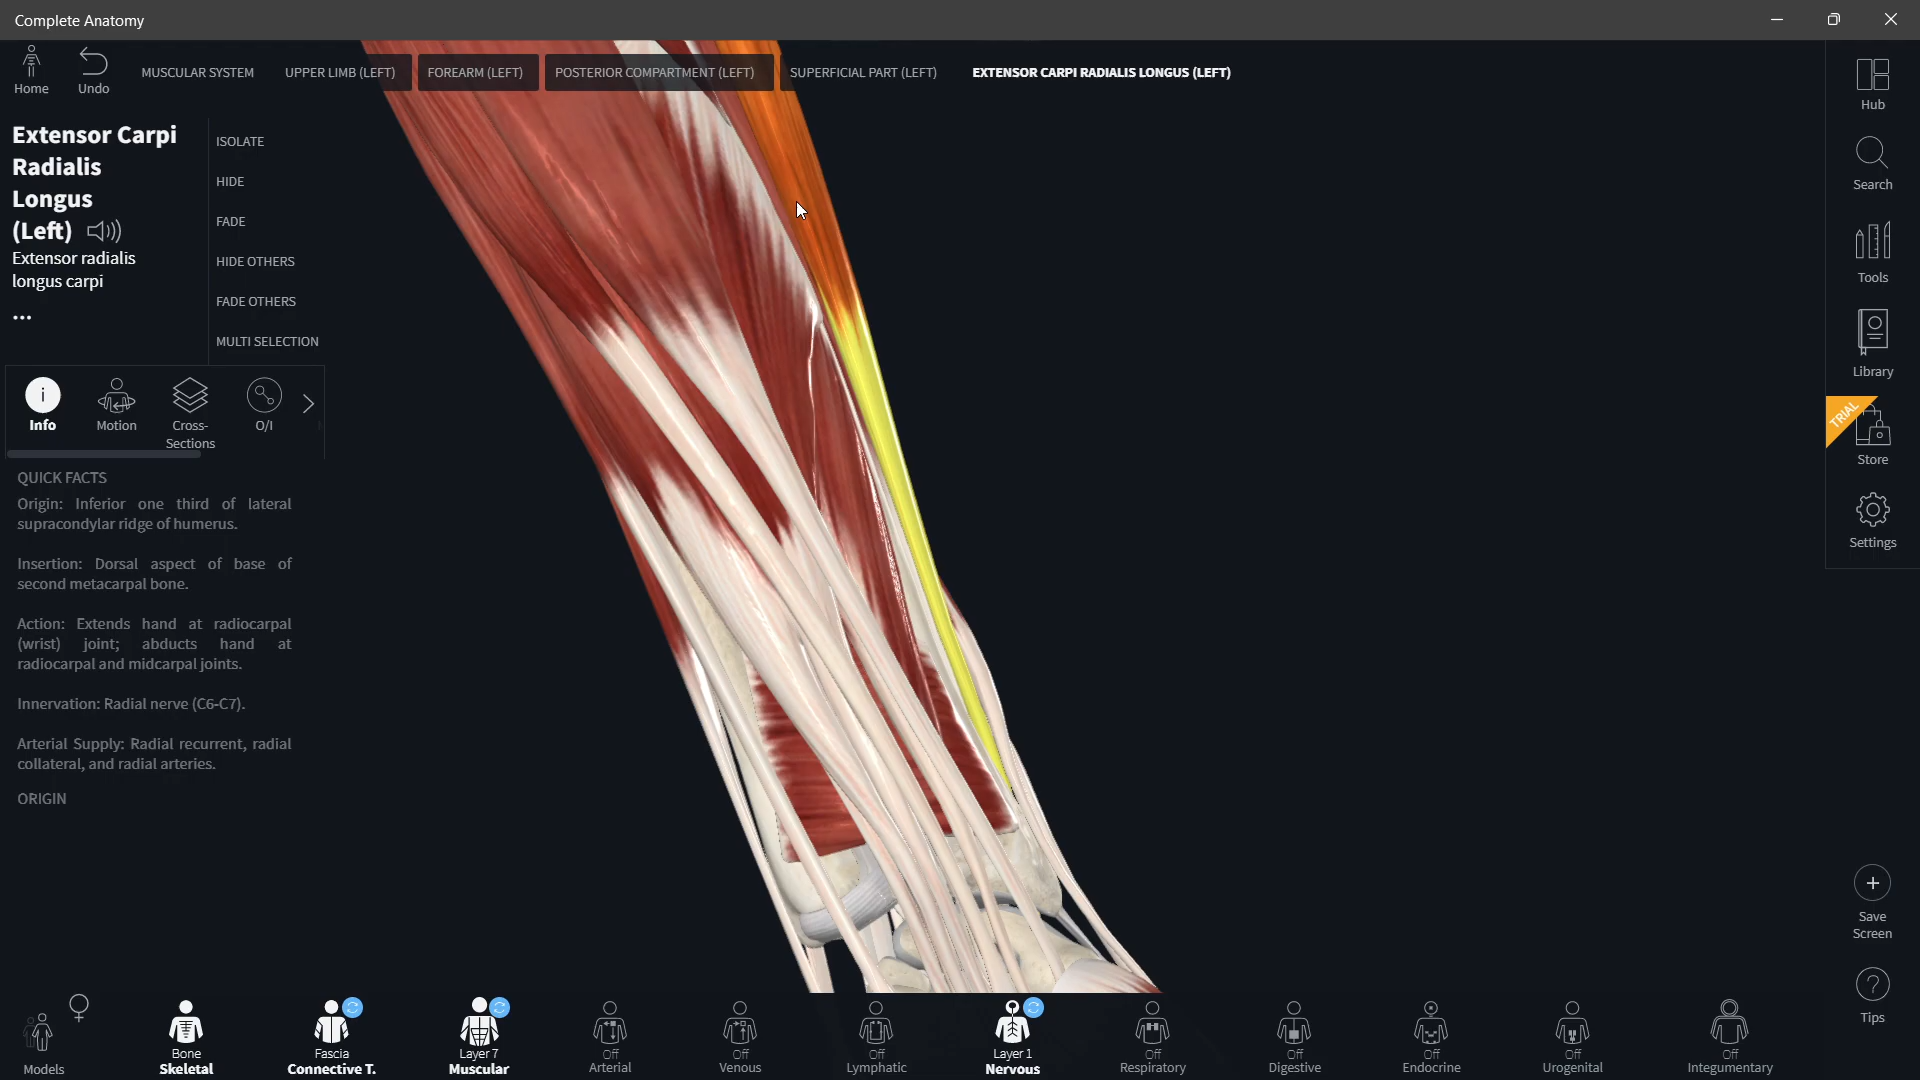 Complete Anatomy
Home
Undo
MUSCULAR SYSTEM
UPPER LIMB (LEFT)
FOREARM (LEFT)
POSTERIOR COMPARTMENT (LEFT)
SUPERFICIAL PART (LEFT)
EXTENSOR CARPI RADIALIS LONGUS (LEFT)
Extensor Carpi
Radialis
Longus
(Left)
Extensor radialis
longus carpi
...
ISOLATE
HIDE
FADE
HIDE OTHERS
FADE OTHERS
MULTI SELECTION
Info
Motion
Cross-
Sections
O/I
QUICK FACTS
Origin: Inferior one third of lateral
supracondylar ridge of humerus.
Insertion: Dorsal aspect of base of
second metacarpal bone.
Action: Extends hand at radiocarpal
(wrist) joint; abducts hand at
radiocarpal and midcarpal joints.
Innervation: Radial nerve (C6-C7).
Arterial Supply: Radial recurrent, radial
collateral, and radial arteries.
ORIGIN
Hub
Search
Tools
Library
TRIAL
Store
Settings
Save
Screen
Tips
Models
Bone
Skeletal
Fascia
Connective T.
Layer 7
Muscular
Off
Arterial
Off
Venous
Off
Lymphatic
Layer 1
Nervous
Off
Respiratory
Off
Digestive
Off
Endocrine
Off
Urogenital
Off
Integumentary